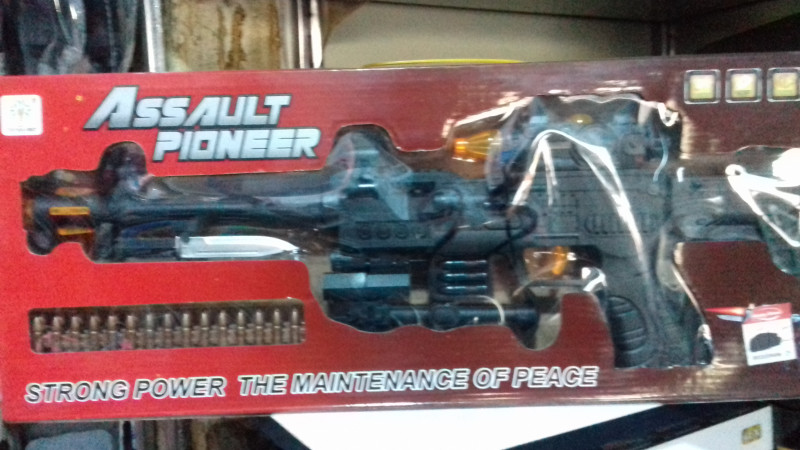 ASSAULT
PIONEER
STRONG POWER THE MAINTENANCE OF PEACE